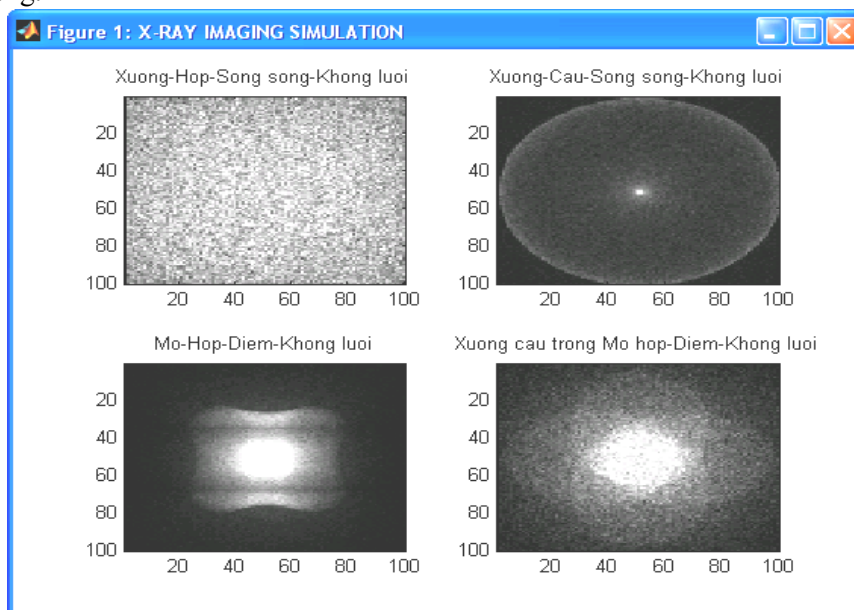 Figure 1: X-RAY IMAGING SIMULATION
Xuong-Hop-Song song-Khong luoi
20
40
60
80
100
20 40 60 80 100
Xuong-Cau-Song song-Khong luoi
20
40
60
80
100
20 40 60 80 100
Mo-Hop-Diem-Khong luoi
20
40
60
80
100
20 40 60 80 100
Xuong cau trong Mo hop-Diem-Khong luoi
20
40
60
80
100
20 40 60 80 100